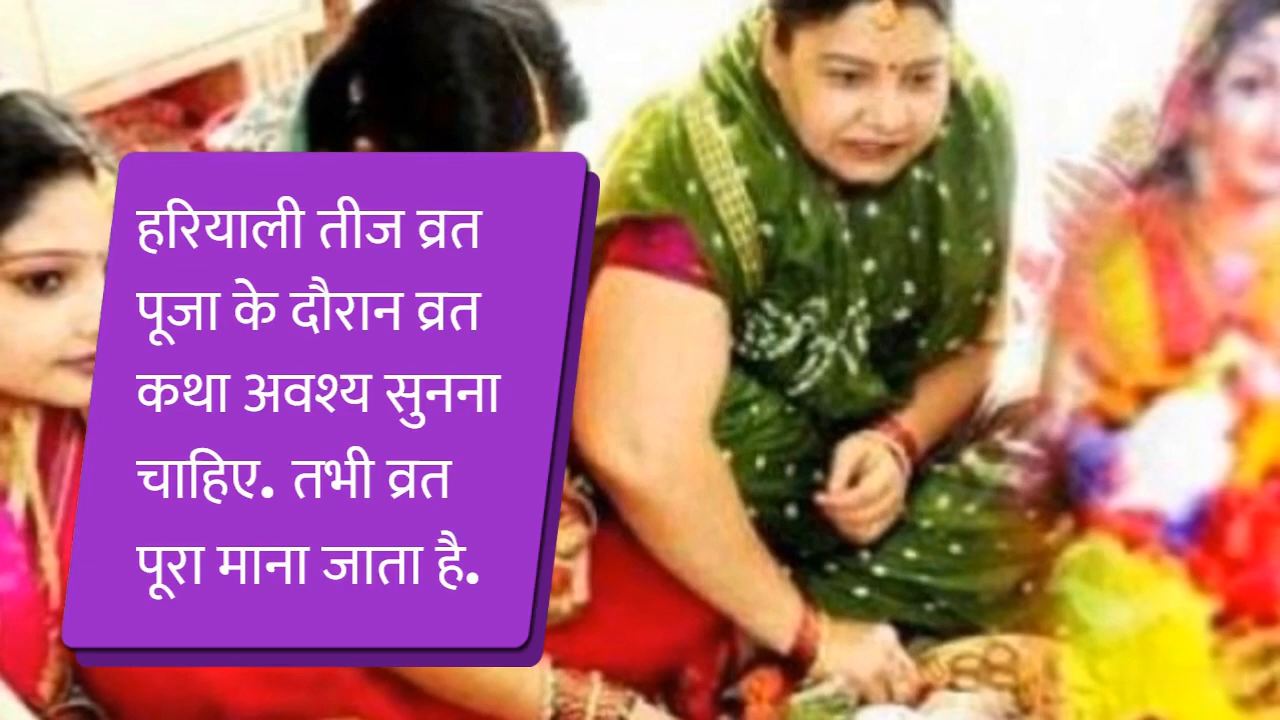 हरियाली तीज व्रत
पूजा के दौरान व्रत
कथा अवश्य सुनना
चाहिए. तभी व्रत
पूरा माना जाता है.